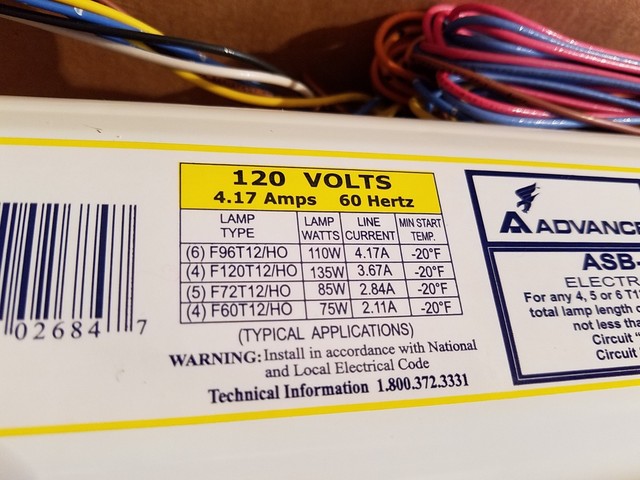 120 VOLTS
4.17 Amps 60 Hertz
LAMP TYPE LAMP WATTS LINE CURRENT MIN START TEMP.
(6) F96T12/HO 110W 4.17A -20°F
(4) F120T12/HO 135W 3.67A -20°F
(5) F72T12/HO 85W 2.84A -20°F
(4) F60T12/HO 75W 2.11A -20°F
(TYPICAL APPLICATIONS)
WARNING: Install in accordance with National
and Local Electrical Code
Technical Information 1.800.372.3331
02684 7
ADVANCE
ASB-
ELECTR
For any 4, 5 or 6 T1
total lamp length
not less tha
Circuit "
Circuit